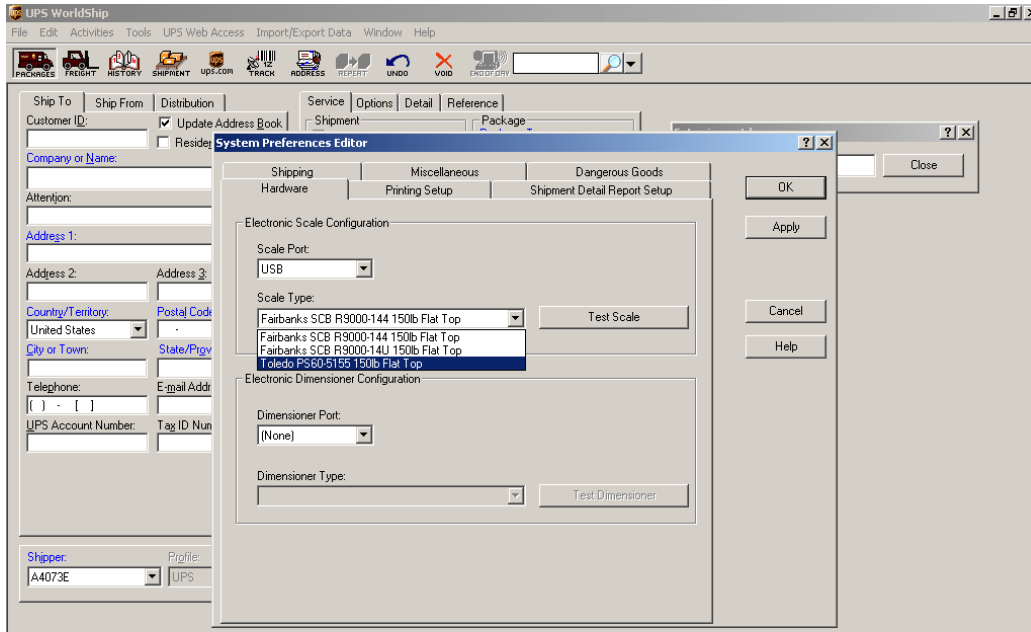 UPS WorldShip
File Edit Activities Tools UPS Web Access Import/Export Data Window Help
PACKAGES FREIGHT HISTORY SHIPMENT ups.com TRACK ADDRESS REPEAT UNDO VOID END OF DAY
Ship To Ship From Distribution
Service Options Detail Reference
Customer ID:
Update Address Book
Shipment
Package
Company or Name:
Attention:
Address 1:
Address 2: Address 3:
Country/Territory: Postal Code
United States -
City or Town:
Telephone: E-mail Addr
( ) - [ ]
UPS Account Number: Tax ID Num
Shipper: Profile:
A4073E UPS
System Preferences Editor
Shipping Miscellaneous Dangerous Goods
Hardware Printing Setup Shipment Detail Report Setup
Electronic Scale Configuration
Scale Port:
USB
Scale Type:
Fairbanks SCB R9000-144 150lb Flat Top
Test Scale
Fairbanks SCB R9000-144 150lb Flat Top
Fairbanks SCB R9000-14U 150lb Flat Top
Toledo PS60-5155 150lb Flat Top
Electronic Dimensioner Configuration
Dimensioner Port:
(None)
Dimensioner Type:
Test Dimensioner
OK
Apply
Cancel
Help
Close